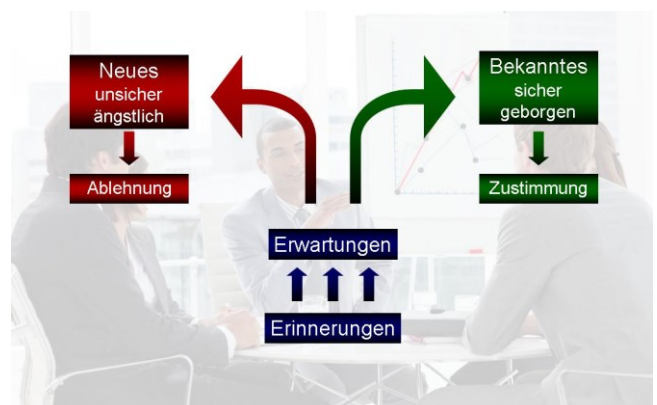 Neues
unsicher
ängstlich
Ablehnung
Bekanntes
sicher
geborgen
Zustimmung
Erwartungen
Erinnerungen